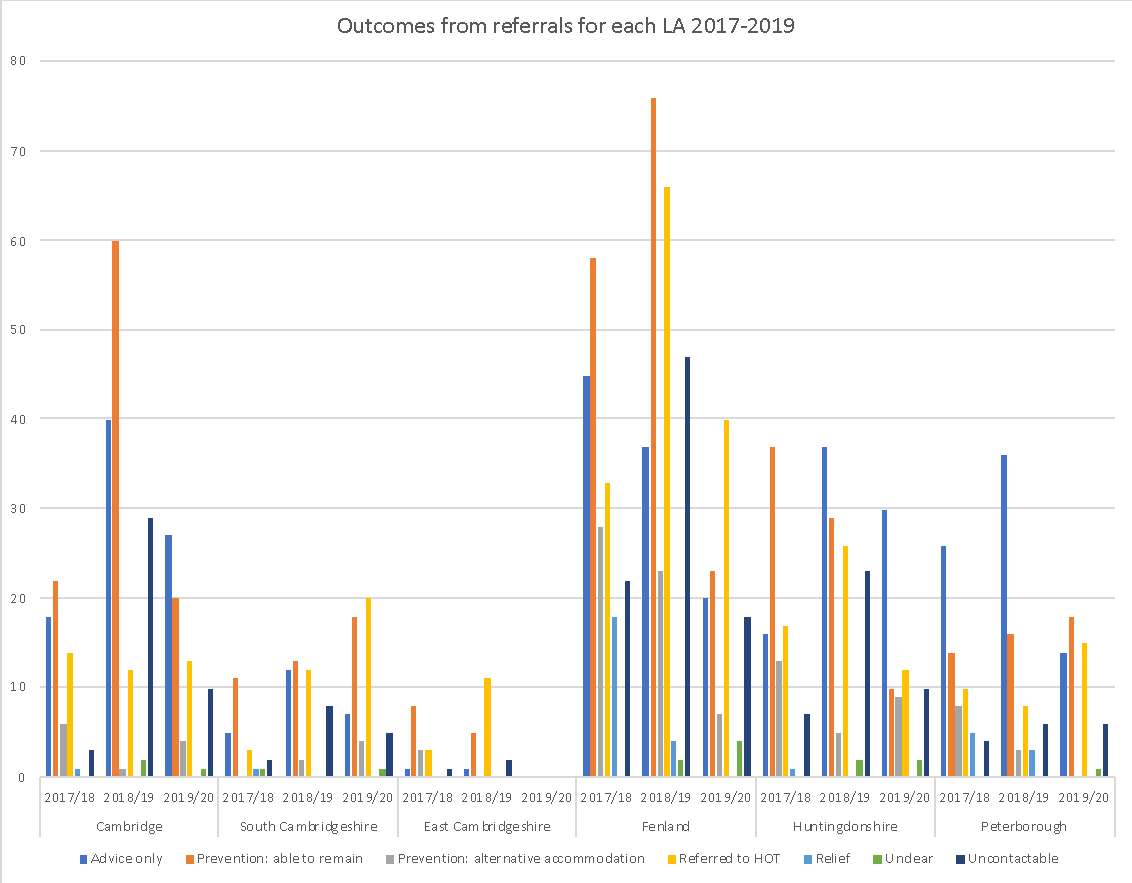 Outcomes from referrals for each LA 2017-2019
80
70
60
50
40
30
20
10
0
2017/18 2018/19 2019/20 2017/18 2018/19 2019/20 2017/18 2018/19 2019/20 2017/18 2018/19 2019/20 2017/18 2018/19 2019/20 2017/18 2018/19 2019/20
Cambridge South Cambridgeshire East Cambridgeshire Fenland Huntingdonshire Peterborough
Advice only Prevention: able to remain Prevention: alternative accommodation Referred to HOT Relief Unclear Uncontactable